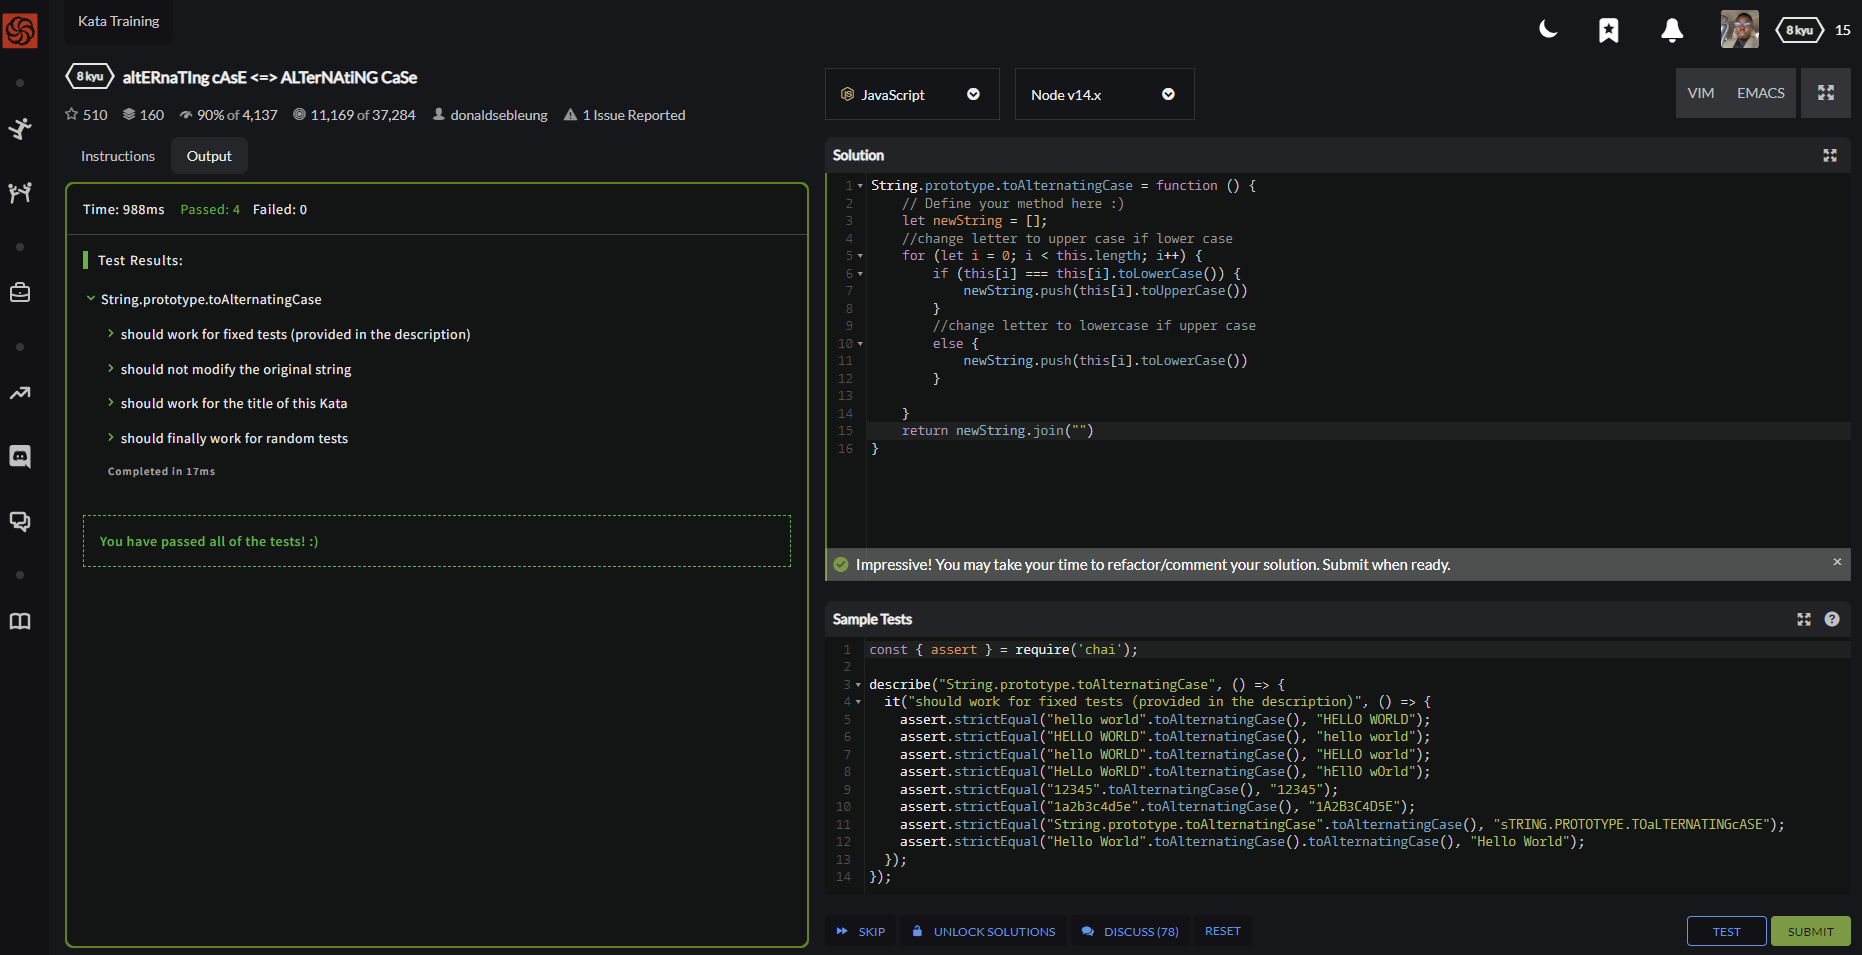 Kata Training
8 kyu 15
8 kyu altERnaTIng cAsE <=> ALTerNAtiNG CaSe
510 160 90% of 4,137 11,169 of 37,284 donaldsebleung 1 Issue Reported
Instructions Output
Time: 988ms Passed: 4 Failed: 0
Test Results:
String.prototype.toAlternatingCase
should work for fixed tests (provided in the description)
should not modify the original string
should work for the title of this Kata
should finally work for random tests
Completed in 17ms
You have passed all of the tests! :)
JavaScript Node v14.x VIM EMACS
Solution
1 String.prototype.toAlternatingCase = function () {
2 // Define your method here :)
3 let newString = [];
4 //change letter to upper case if lower case
5 for (let i = 0; i < this.length; i++) {
6 if (this[i] === this[i].toLowerCase()) {
7 newString.push(this[i].toUpperCase())
8 }
9 //change letter to lowercase if upper case
10 else {
11 newString.push(this[i].toLowerCase())
12 }
13
14 }
15 return newString.join("")
16 }
Impressive! You may take your time to refactor/comment your solution. Submit when ready. ×
Sample Tests ?
1 const { assert } = require('chai');
2
3 describe("String.prototype.toAlternatingCase", () => {
4 it("should work for fixed tests (provided in the description)", () => {
5 assert.strictEqual("hello world".toAlternatingCase(), "HELLO WORLD");
6 assert.strictEqual("HELLO WORLD".toAlternatingCase(), "hello world");
7 assert.strictEqual("hello WORLD".toAlternatingCase(), "HELLO world");
8 assert.strictEqual("HeLLo WoRLD".toAlternatingCase(), "hEllO wOrld");
9 assert.strictEqual("12345".toAlternatingCase(), "12345");
10 assert.strictEqual("1a2b3c4d5e".toAlternatingCase(), "1A2B3C4D5E");
11 assert.strictEqual("String.prototype.toAlternatingCase".toAlternatingCase(), "sTRING.PROTOTYPE.TOaLTERNATINGcASE");
12 assert.strictEqual("Hello World".toAlternatingCase().toAlternatingCase(), "Hello World");
13 });
14 });
SKIP UNLOCK SOLUTIONS DISCUSS (78) RESET TEST SUBMIT